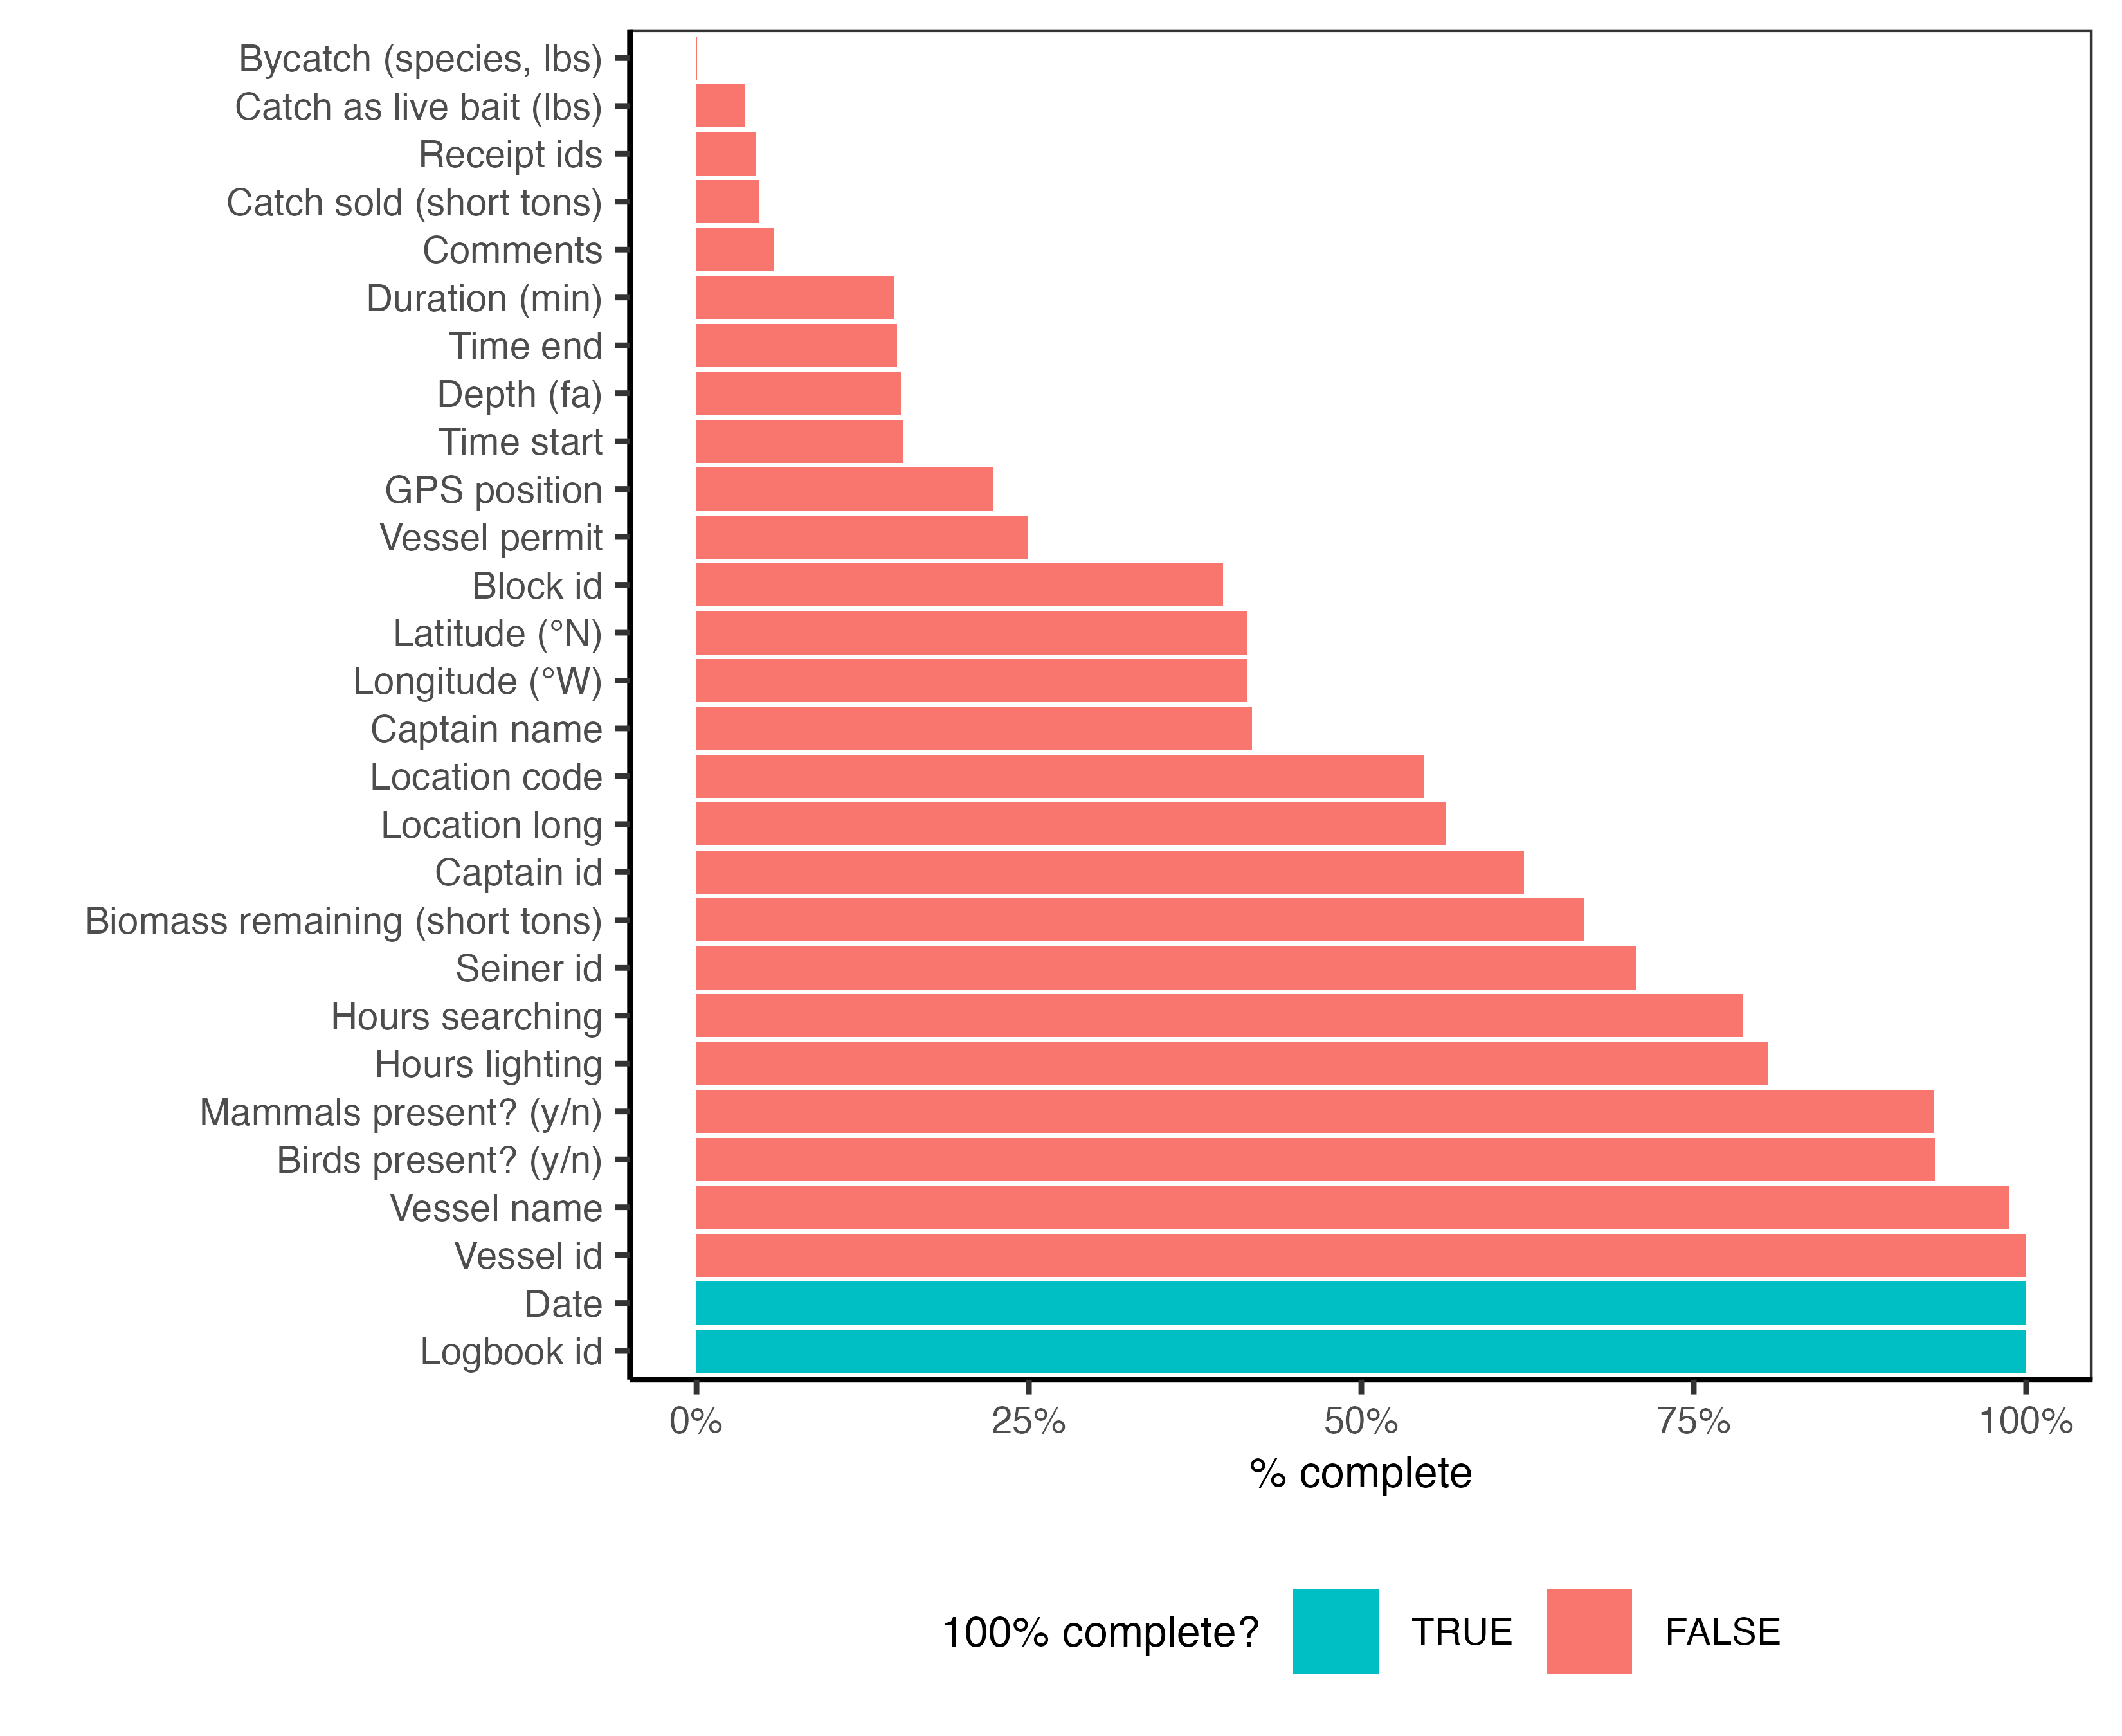 Bycatch (species, lbs)
Catch as live bait (lbs)
Receipt ids
Catch sold (short tons)
Comments
Duration (min)
Time end
Depth (fa)
Time start
GPS position
Vessel permit
Block id
Latitude (°N)
Longitude (°W)
Captain name
Location code
Location long
Captain id
Biomass remaining (short tons)
Seiner id
Hours searching
Hours lighting
Mammals present? (y/n)
Birds present? (y/n)
Vessel name
Vessel id
Date
Logbook id
0% 25% 50% 75% 100%
% complete
100% complete? TRUE FALSE